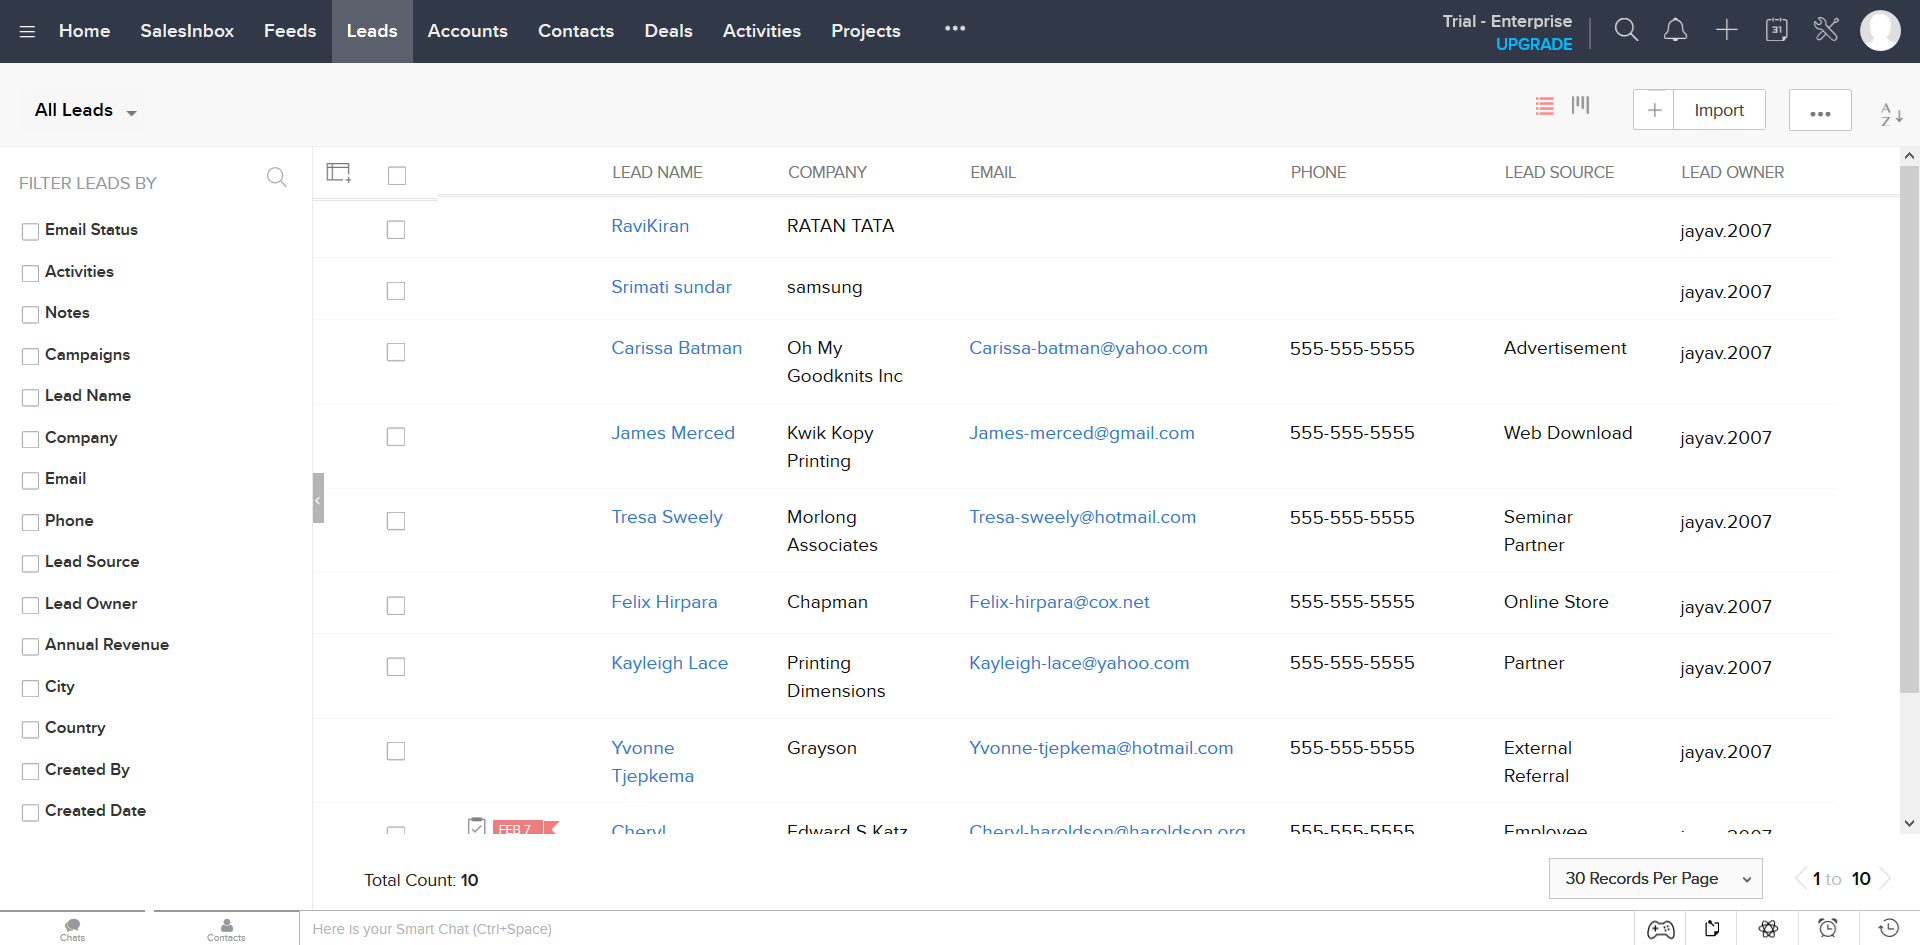 Home SalesInbox Feeds Leads Accounts Contacts Deals Activities Projects ••• Trial - Enterprise
UPGRADE
31
All Leads
Import
A
Z
FILTER LEADS BY
Email Status
Activities
Notes
Campaigns
Lead Name
Company
Email
Phone
Lead Source
Lead Owner
Annual Revenue
City
Country
Created By
Created Date
LEAD NAME COMPANY EMAIL PHONE LEAD SOURCE LEAD OWNER
RaviKiran RATAN TATA jayav.2007
Srimati sundar samsung jayav.2007
Carissa Batman Oh My Carissa-batman@yahoo.com 555-555-5555 Advertisement jayav.2007
Goodknits Inc
James Merced Kwik Kopy James-merced@gmail.com 555-555-5555 Web Download jayav.2007
Printing
Tresa Sweely Morlong Tresa-sweely@hotmail.com 555-555-5555 Seminar jayav.2007
Associates Partner
Felix Hirpara Chapman Felix-hirpara@cox.net 555-555-5555 Online Store jayav.2007
Kayleigh Lace Printing Kayleigh-lace@yahoo.com 555-555-5555 Partner jayav.2007
Dimensions
Yvonne Grayson Yvonne-tjepkema@hotmail.com 555-555-5555 External jayav.2007
Tjepkema Referral
FEB 7 Cheryl Edward S Katz Cheryl-haroldson@haroldson.org 555-555-5555 Employee jayav.2007
Total Count: 10
30 Records Per Page
1 to 10
Chats
Contacts
Here is your Smart Chat (Ctrl+Space)